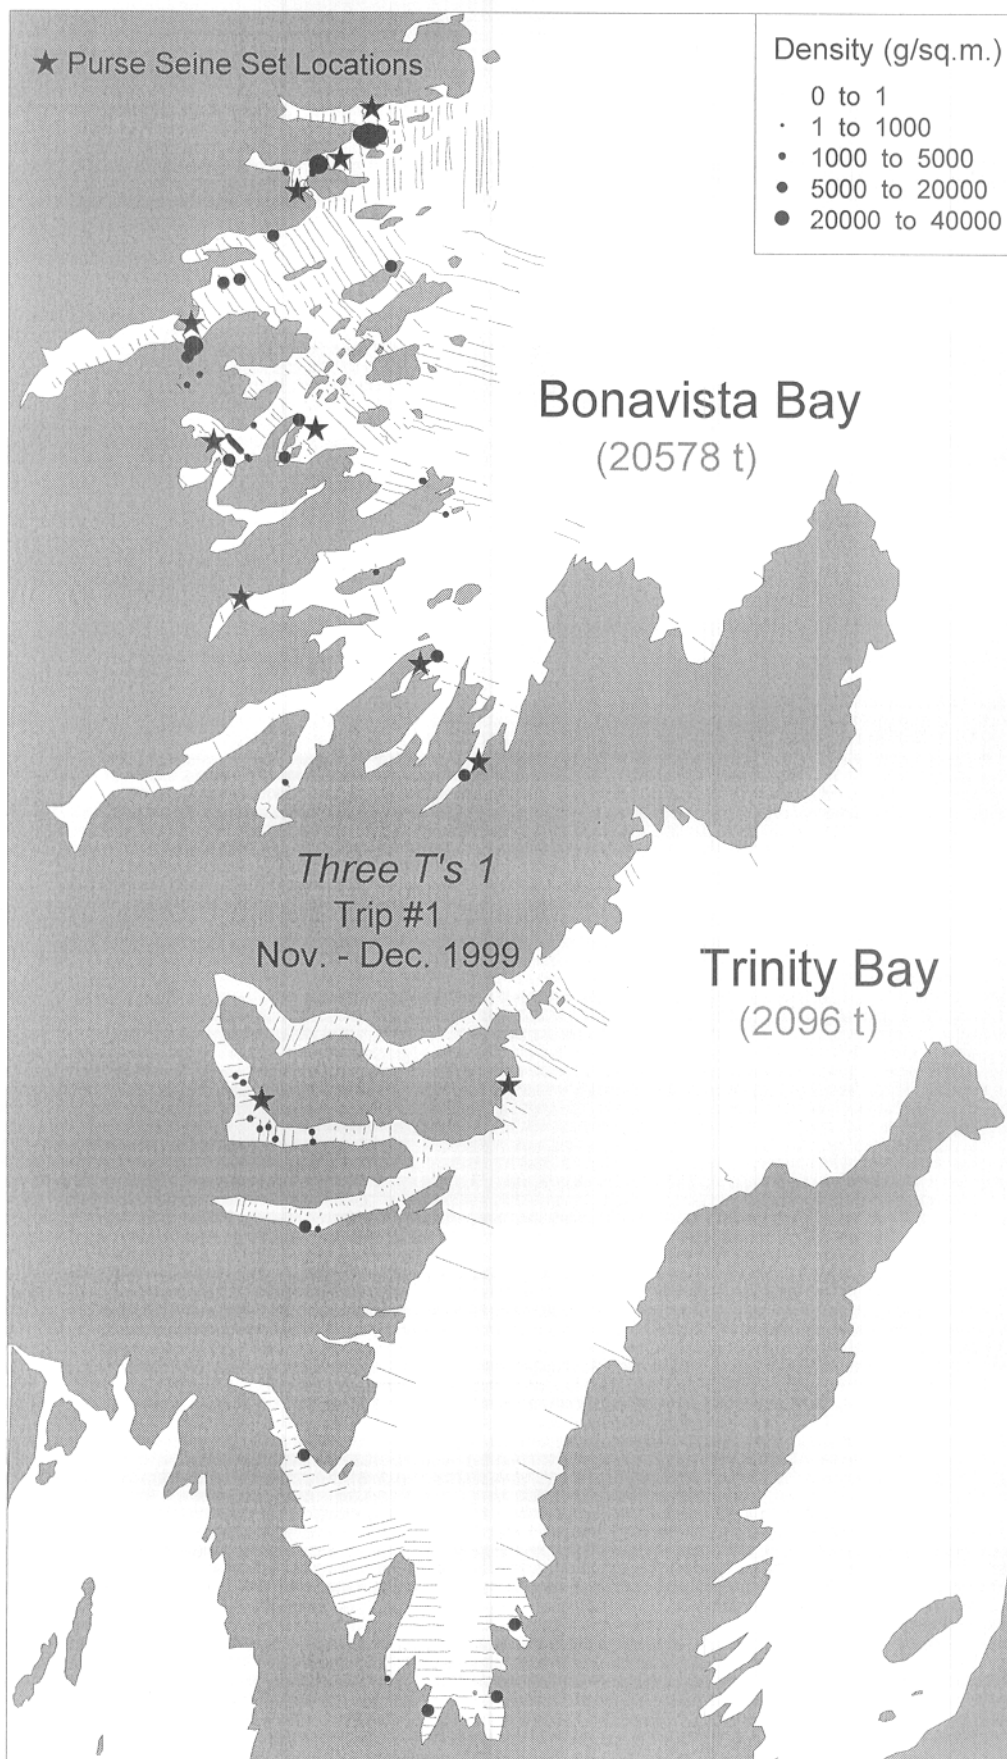 ★ Purse Seine Set Locations
Density (g/sq.m.)
0 to 1
1 to 1000
1000 to 5000
5000 to 20000
20000 to 40000
Bonavista Bay
(20578 t)
Three T's 1
Trip #1
Nov. - Dec. 1999
Trinity Bay
(2096 t)